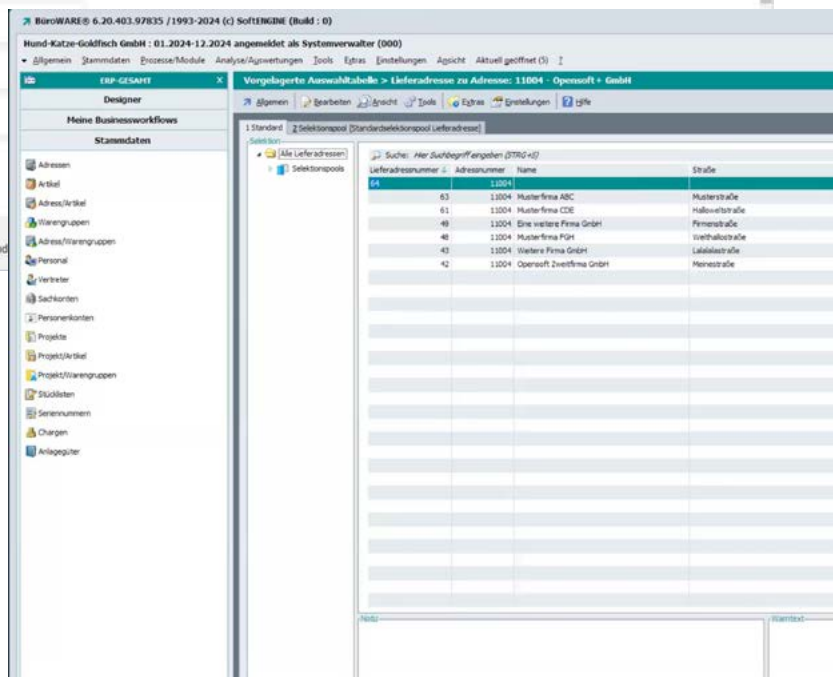 BüroWARE® 6.20.403.97835 /1993-2024 (c) SoftENGINE (Build : 0)
Hund-Katze-Goldfisch GmbH : 01.2024-12.2024 angemeldet als Systemverwalter (000)
Allgemein Stammdaten Prozesse/Module Analyse/Auswertungen Tools Extras Einstellungen Ansicht Aktuell geöffnet (5) ?
ERP-GESAMT X
Designer
Meine Businessworkflows
Stammdaten
Adressen
Artikel
Adress/Artikel
Warengruppen
Adress/Warengruppen
Personal
Vertreter
Sachkonten
Personenkonten
Projekte
Projekt/Artikel
Projekt/Warengruppen
Stücklisten
Seriennummern
Chargen
Anlagegüter
Vorgelagerte Auswahltabelle > Lieferadresse zu Adresse: 11004 - Opensoft+ GmbH
Allgemein Bearbeiten Ansicht Tools Extras Einstellungen Hilfe
1 Standard 2 Selektionspool [Standardselektionspool Lieferadresse]
Selektion
Alle Lieferadressen
Selektionspools
Suche: Hier Suchbegriff eingeben (STRG+S)
Lieferadressnummer Adressnummer Name Straße
64 11004
63 11004 Musterfirma ABC Musterstraße
61 11004 Musterfirma CDE Halloweltstraße
49 11004 Eine weitere Firma GmbH Firmenstraße
48 11004 Musterfirma FGH Welthallostraße
43 11004 Weitere Firma GmbH Lalalalastraße
42 11004 Opensoft Zweitfirma GmbH Meinestraße
Notiz
Warntext
nd